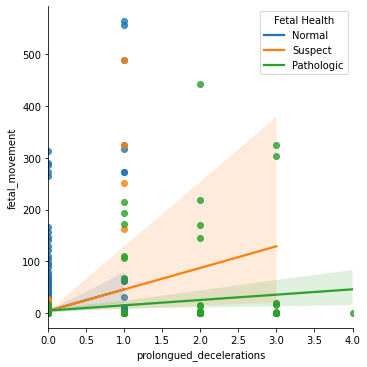 Fetal Health
Normal
Suspect
Pathologic
fetal_movement
500
400
300
200
100
0
0.0 0.5 1.0 1.5 2.0 2.5 3.0 3.5 4.0
prolongued_decelerations